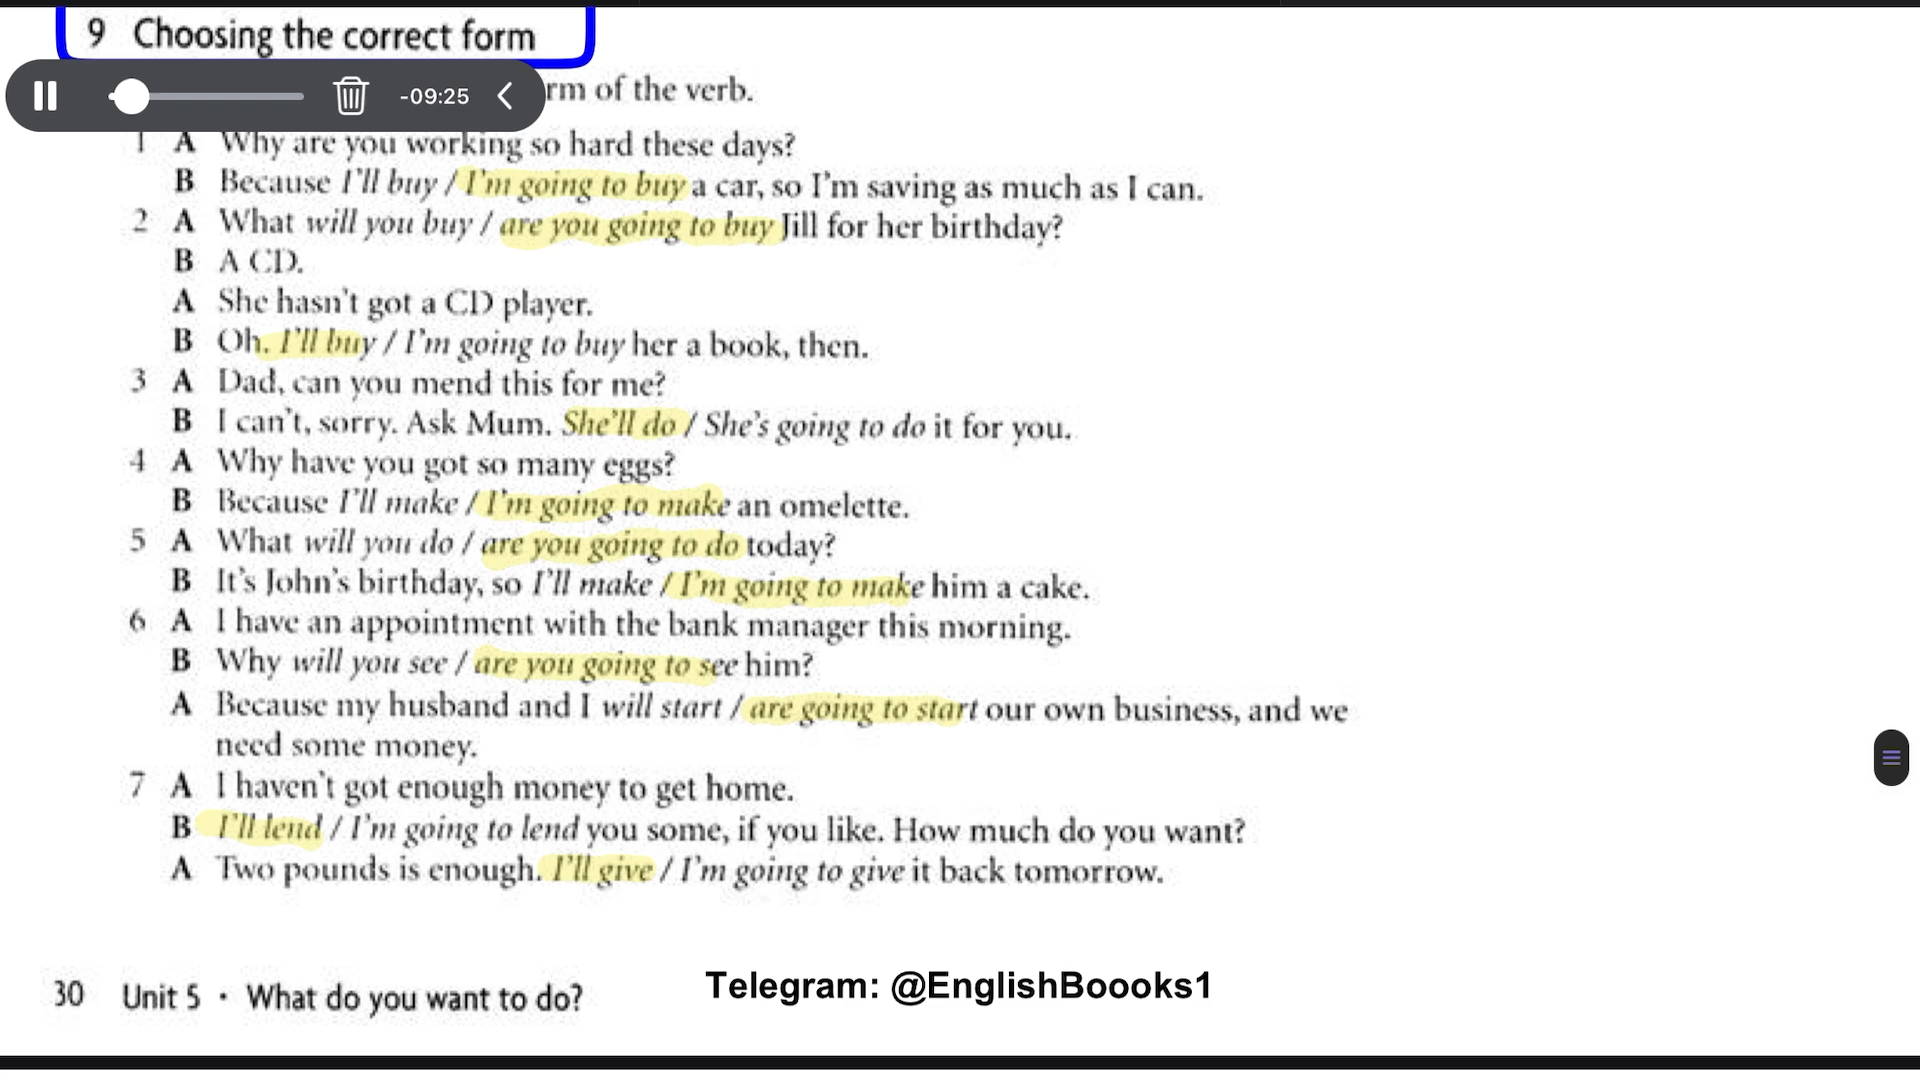 9 Choosing the correct form
-09:25
rm of the verb.
1 A Why are you working so hard these days?
B Because I'll buy / I'm going to buy a car, so I'm saving as much as I can.
2 A What will you buy / are you going to buy Jill for her birthday?
B A CD.
A She hasn't got a CD player.
B Oh. I'll buy / I'm going to buy her a book, then.
3 A Dad, can you mend this for me?
B I can't, sorry. Ask Mum. She'll do / She's going to do it for you.
4 A Why have you got so many eggs?
B Because I'll make / I'm going to make an omelette.
5 A What will you do / are you going to do today?
B It's John's birthday, so I'll make / I'm going to make him a cake.
6 A I have an appointment with the bank manager this morning.
B Why will you see / are you going to see him?
A Because my husband and I will start / are going to start our own business, and we
need some money.
7 A I haven't got enough money to get home.
B I'll lend / I'm going to lend you some, if you like. How much do you want?
A Two pounds is enough. I'll give / I'm going to give it back tomorrow.
30 Unit 5 · What do you want to do?
Telegram: @EnglishBoooks1